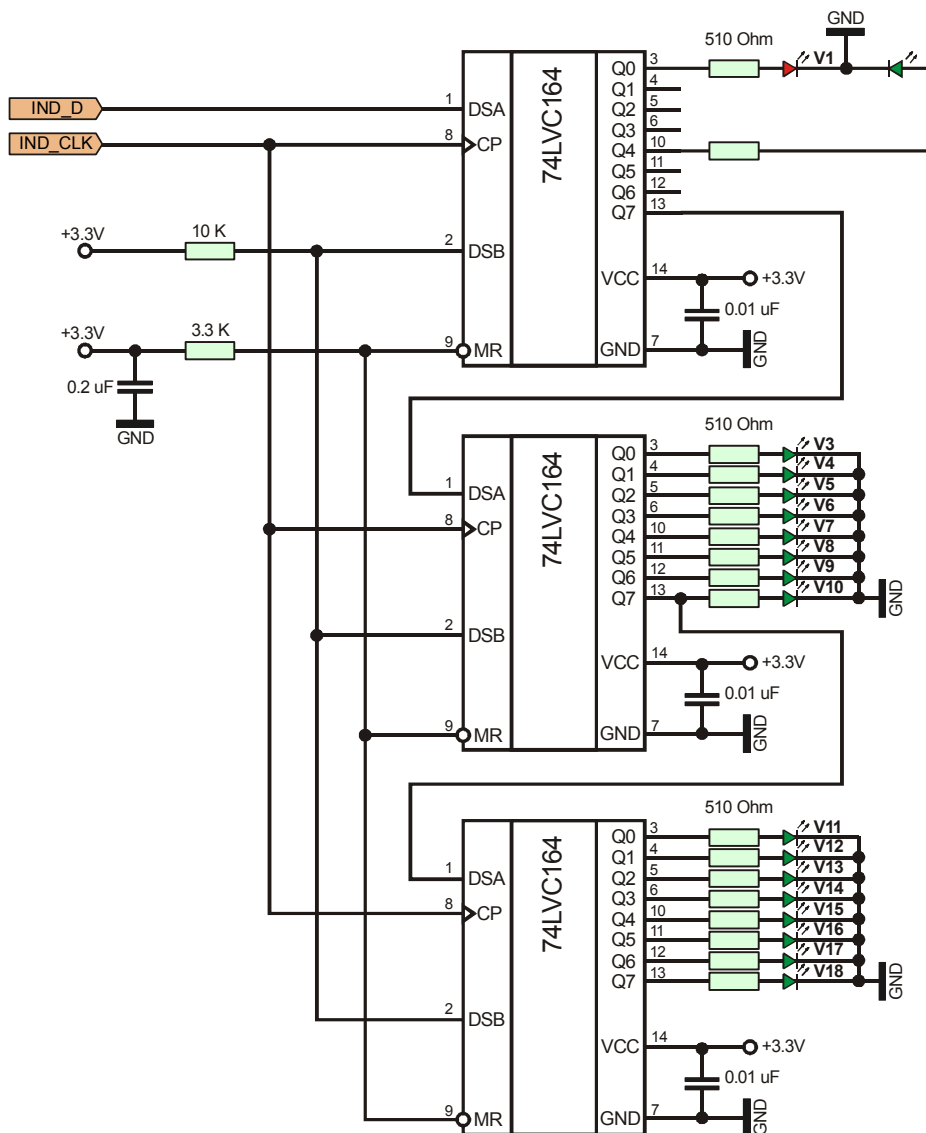 GND
510 Ohm
V1
3 Q0
4 Q1
5 Q2
6 Q3
10 Q4
11 Q5
12 Q6
13 Q7
IND_D
1 DSA
IND_CLK
8 CP
74LVC164
+3.3V
10 K
2 DSB
VCC 14
+3.3V
0.01 uF
+3.3V
3.3 K
9 MR
GND 7
GND
0.2 uF
GND
510 Ohm
Q0 3 V3
Q1 4 V4
Q2 5 V5
Q3 6 V6
Q4 10 V7
Q5 11 V8
Q6 12 V9
Q7 13 V10
GND
1 DSA
8 CP
74LVC164
2 DSB
VCC 14
+3.3V
0.01 uF
9 MR
GND 7
GND
510 Ohm
Q0 3 V11
Q1 4 V12
Q2 5 V13
Q3 6 V14
Q4 10 V15
Q5 11 V16
Q6 12 V17
Q7 13 V18
GND
1 DSA
8 CP
74LVC164
2 DSB
VCC 14
+3.3V
0.01 uF
9 MR
GND 7
GND